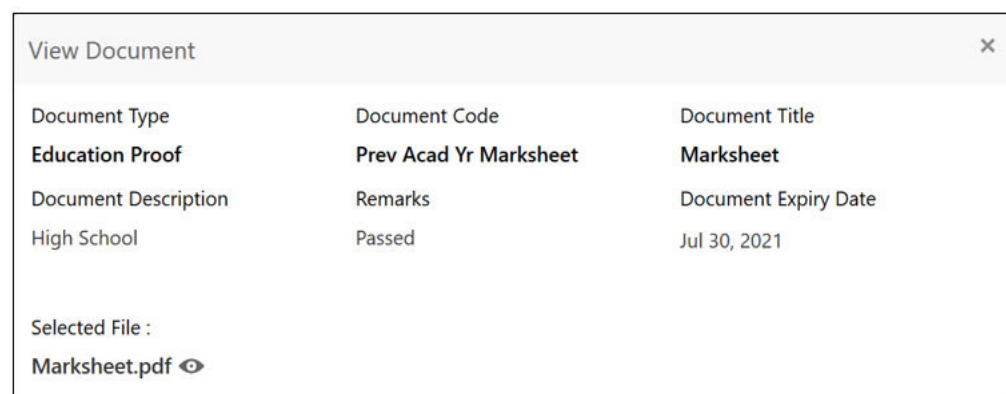 View Document ×
Document Type Document Code Document Title
Education Proof Prev Acad Yr Marksheet Marksheet
Document Description Remarks Document Expiry Date
High School Passed Jul 30, 2021
Selected File :
Marksheet.pdf